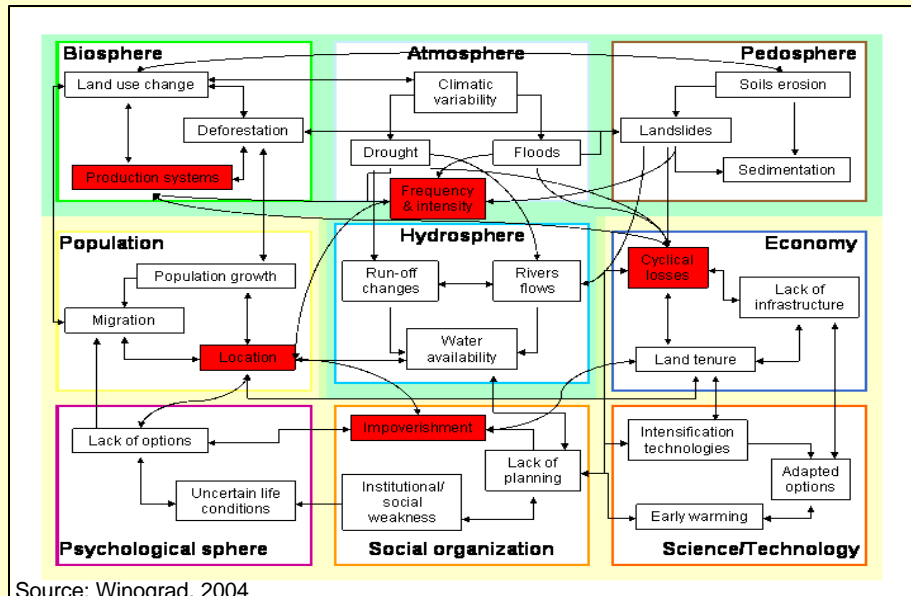 Biosphere
Land use change
Deforestation
Production systems
Atmosphere
Climatic
variability
Drought
Floods
Frequency
& intensity
Pedosphere
Soils erosion
Landslides
Sedimentation
Population
Population growth
Migration
Location
Hydrosphere
Run-off
changes
Rivers
flows
Water
availability
Economy
Cyclical
losses
Lack of
infrastructure
Land tenure
Lack of options
Uncertain life
conditions
Psychological sphere
Impoverishment
Lack of
planning
Institutional/
social
weakness
Social organization
Intensification
technologies
Adapted
options
Early warming
Science/Technology
Source: Winograd, 2004